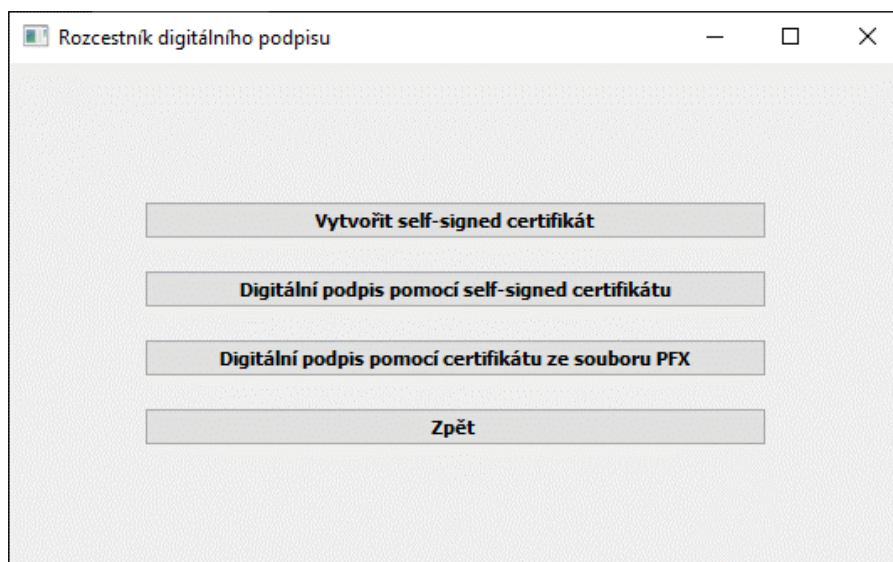 Rozcestník digitálního podpisu
Vytvořit self-signed certifikát
Digitální podpis pomocí self-signed certifikátu
Digitální podpis pomocí certifikátu ze souboru PFX
Zpět